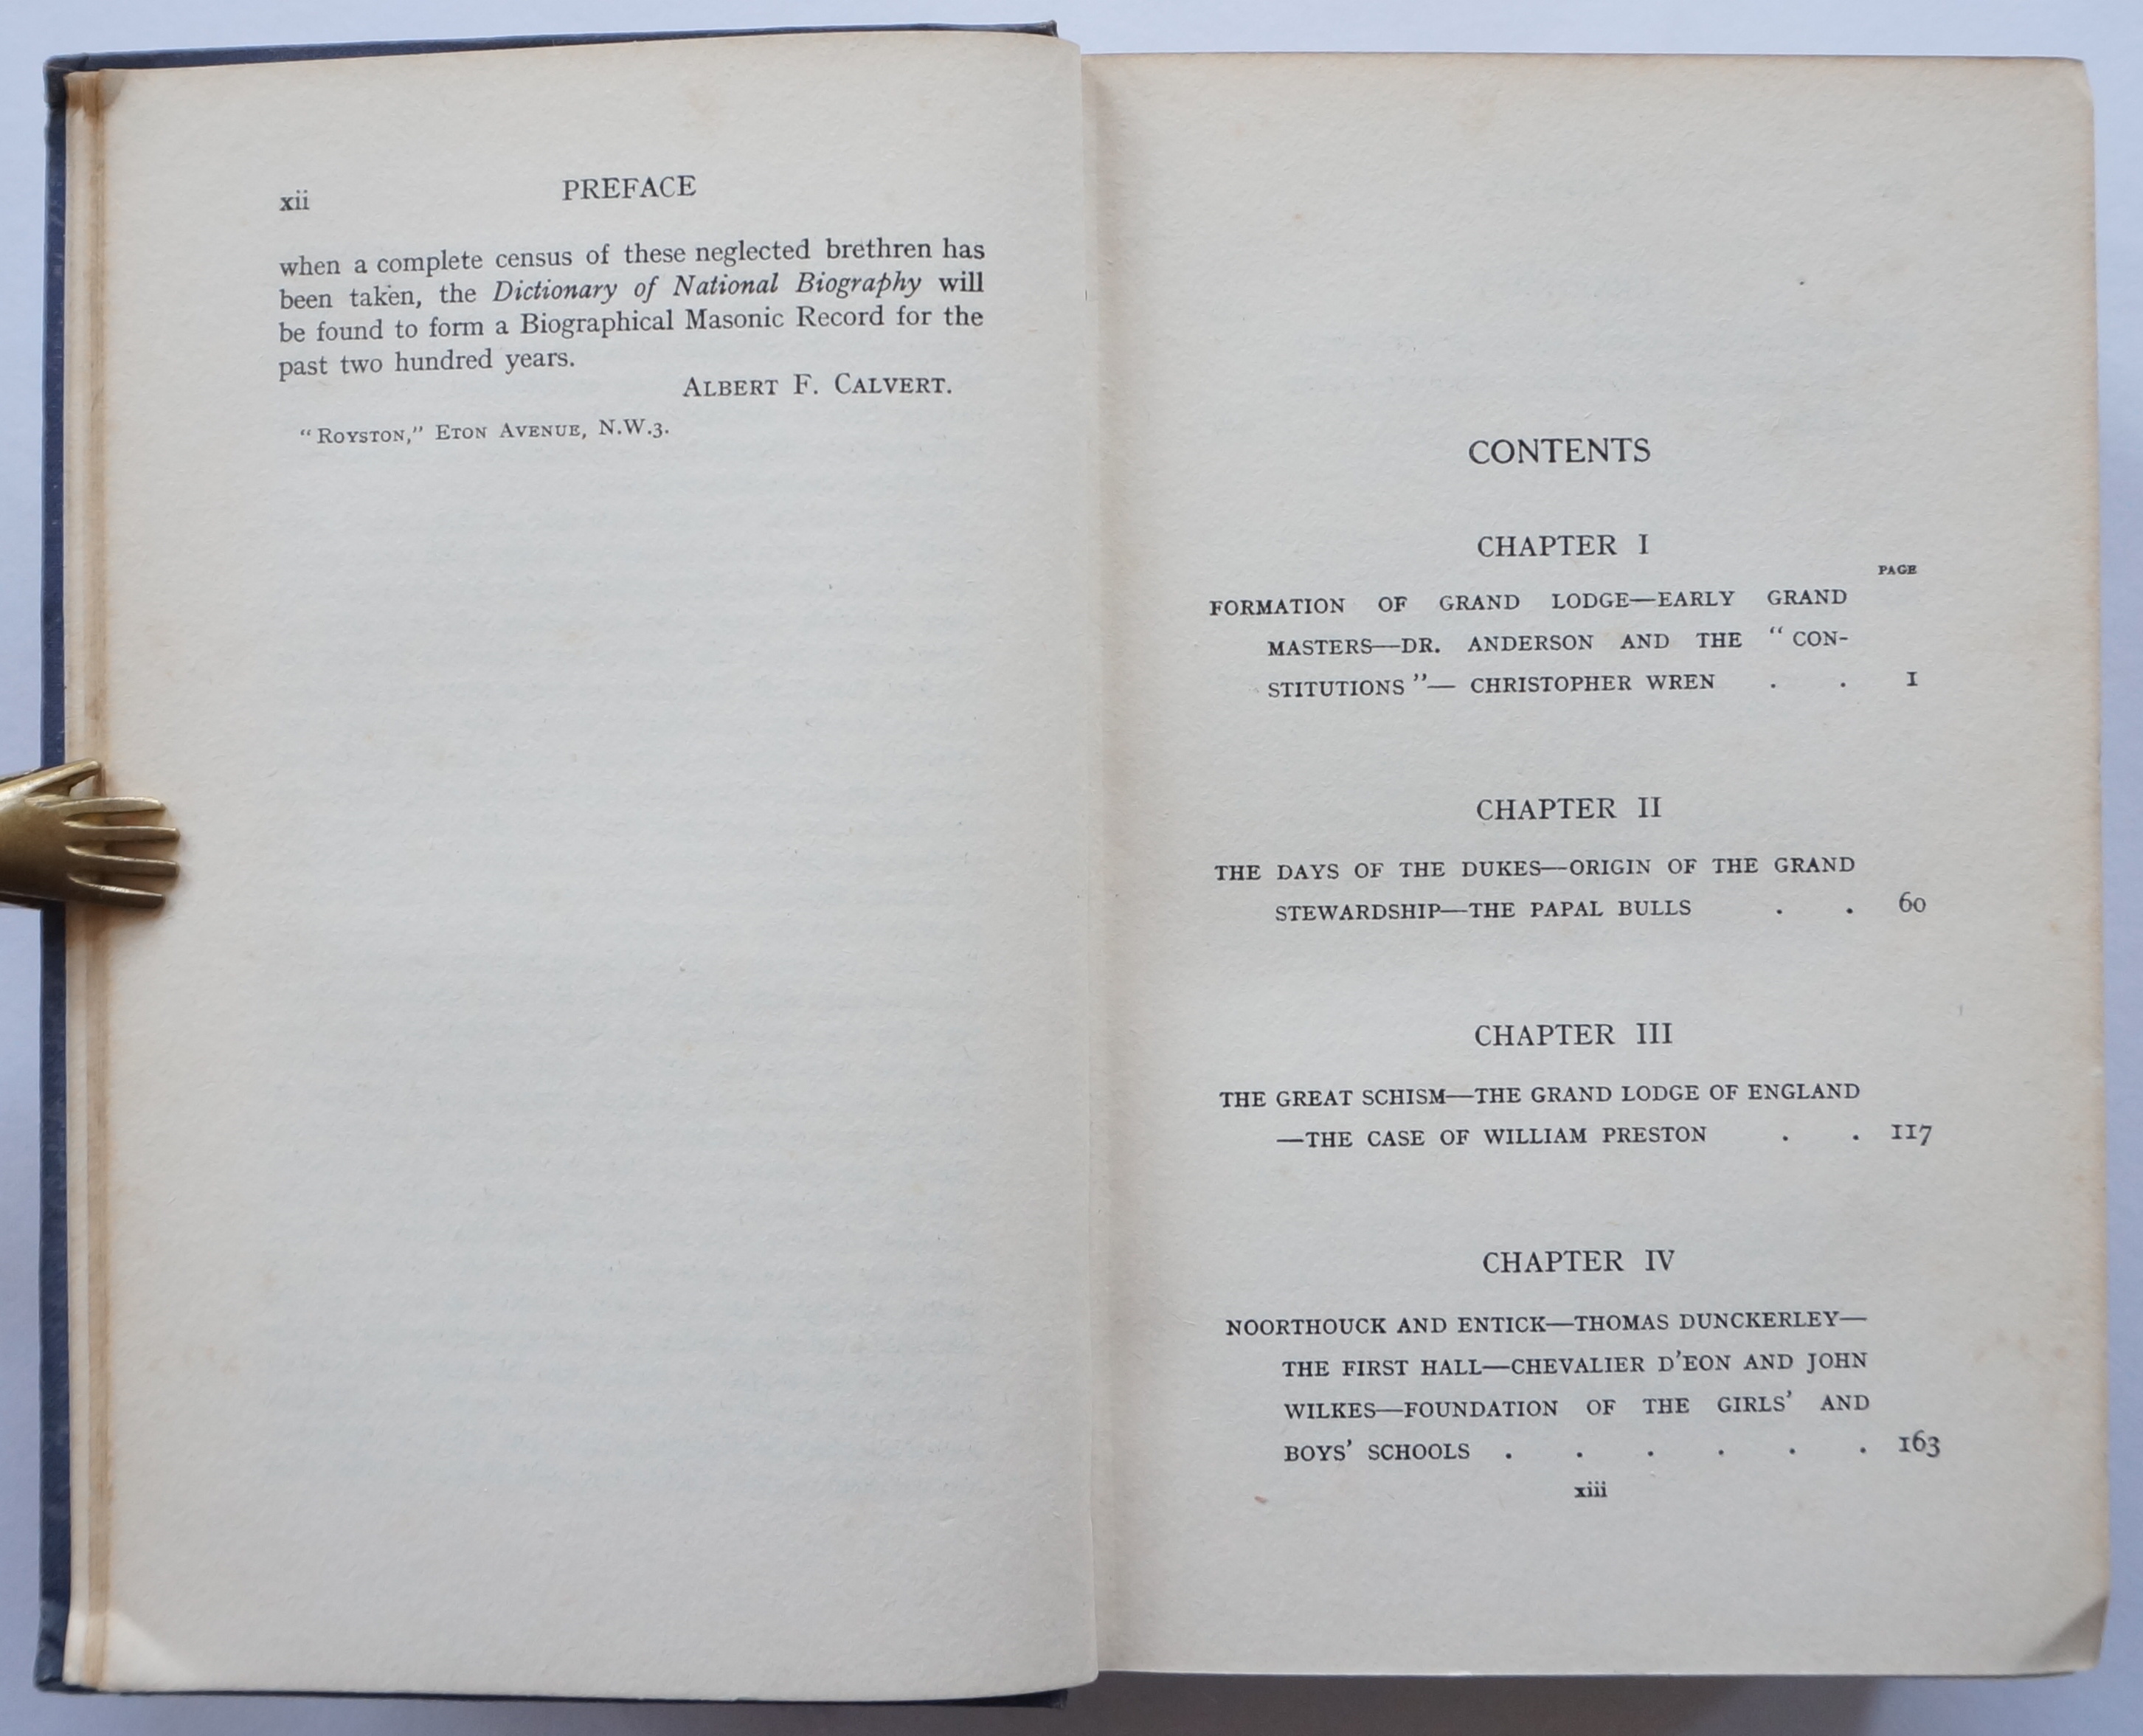 xii PREFACE
when a complete census of these neglected brethren has
been taken, the Dictionary of National Biography will
be found to form a Biographical Masonic Record for the
past two hundred years.
ALBERT F. CALVERT.
“ROYSTON,” ETON AVENUE, N.W.3.
CONTENTS
CHAPTER I
PAGE
FORMATION OF GRAND LODGE—EARLY GRAND
MASTERS—DR. ANDERSON AND THE “CON-
STITUTIONS”— CHRISTOPHER WREN . . 1
CHAPTER II
THE DAYS OF THE DUKES—ORIGIN OF THE GRAND
STEWARDSHIP—THE PAPAL BULLS . . 60
CHAPTER III
THE GREAT SCHISM—THE GRAND LODGE OF ENGLAND
—THE CASE OF WILLIAM PRESTON . . 117
CHAPTER IV
NOORTHOUCK AND ENTICK—THOMAS DUNCKERLEY—
THE FIRST HALL—CHEVALIER D’EON AND JOHN
WILKES—FOUNDATION OF THE GIRLS’ AND
BOYS’ SCHOOLS . . . . . . 163
xiii